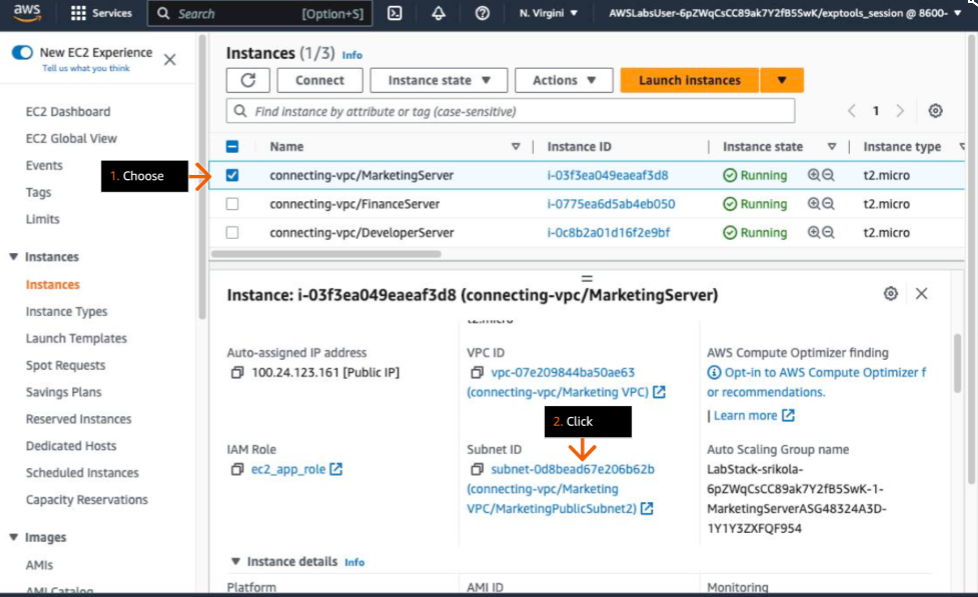 aws
Services
Search [Option+S]
N. Virgini
AWSLabsUser-6pZWqCsCC89ak7Y2fB5SwK/exptools_session @ 8600-
New EC2 Experience
Tell us what you think
EC2 Dashboard
EC2 Global View
Events
Tags
Limits
Instances
Instances
Instance Types
Launch Templates
Spot Requests
Savings Plans
Reserved Instances
Dedicated Hosts
Scheduled Instances
Capacity Reservations
Images
AMIs
AMI Catalog
1. Choose
Instances (1/3) Info
Connect
Instance state
Actions
Launch instances
Find instance by attribute or tag (case-sensitive)
1
Name Instance ID Instance state Instance type
connecting-vpc/MarketingServer i-03f3ea049eaeaf3d8 Running t2.micro
connecting-vpc/FinanceServer i-0775ea6d5ab4eb050 Running t2.micro
connecting-vpc/DeveloperServer i-0c8b2a01d16f2e9bf Running t2.micro
Instance: i-03f3ea049eaeaf3d8 (connecting-vpc/MarketingServer)
t2.micro
Auto-assigned IP address
100.24.123.161 [Public IP]
VPC ID
vpc-07e209844ba50ae63
(connecting-vpc/Marketing VPC)
AWS Compute Optimizer finding
Opt-in to AWS Compute Optimizer f
or recommendations.
| Learn more
2. Click
IAM Role
ec2_app_role
Subnet ID
subnet-0d8bead67e206b62b
(connecting-vpc/Marketing
VPC/MarketingPublicSubnet2)
Auto Scaling Group name
LabStack-srikola-
6pZWqCsCC89ak7Y2fB5SwK-1-
MarketingServerASG48324A3D-
1Y1Y3ZXFQF954
Instance details Info
Platform
AMI ID
Monitoring